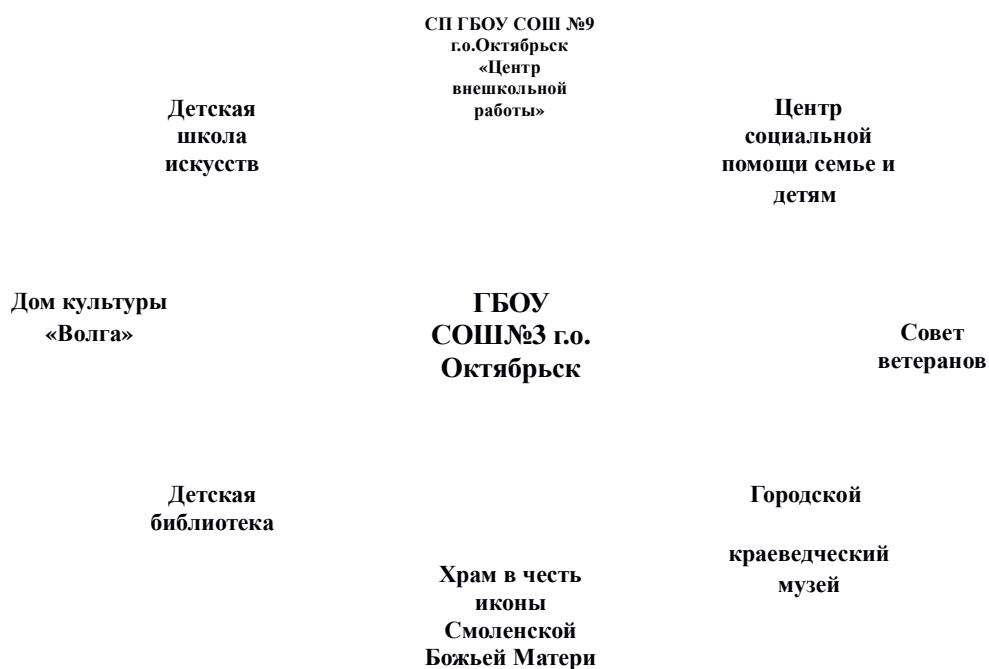 СП ГБОУ СОШ №9
г.о.Октябрьск
«Центр
внешкольной
работы»
Детская
школа
искусств
Центр
социальной
помощи семье и
детям
Дом культуры
«Волга»
ГБОУ
СОШ№3 г.о.
Октябрьск
Совет
ветеранов
Детская
библиотека
Городской
краеведческий
музей
Храм в честь
иконы
Смоленской
Божьей Матери